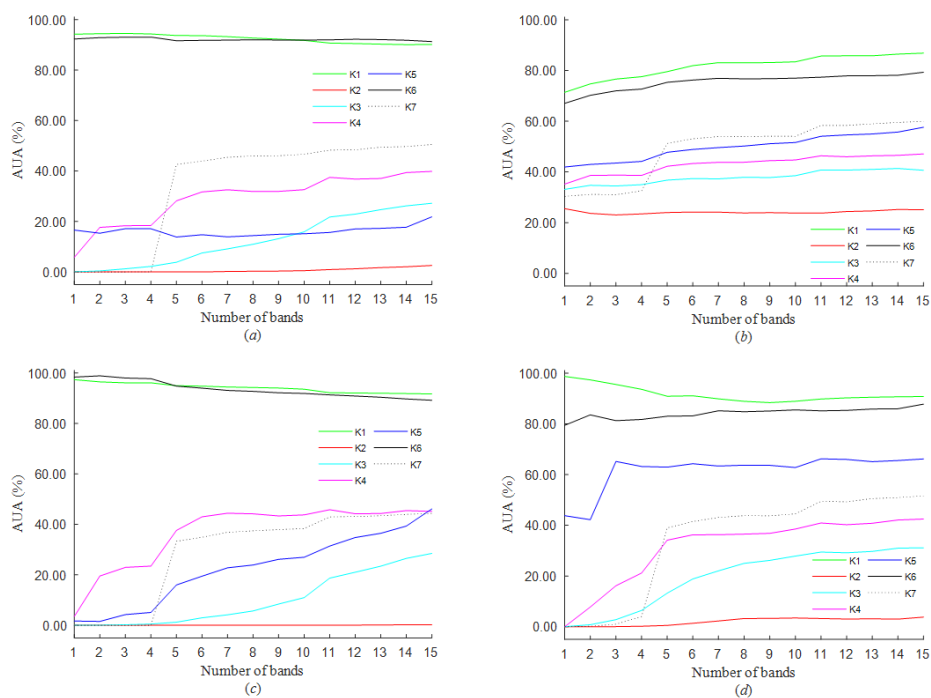 100.00
80.00
60.00
40.00
20.00
0.00
AUA (%)
K1 K5
K2 K6
K3 K7
K4
1 2 3 4 5 6 7 8 9 10 11 12 13 14 15
Number of bands
(a)
100.00
80.00
60.00
40.00
20.00
0.00
AUA (%)
K1 K5
K2 K6
K3 K7
K4
1 2 3 4 5 6 7 8 9 10 11 12 13 14 15
Number of bands
(b)
100.00
80.00
60.00
40.00
20.00
0.00
AUA (%)
K1 K5
K2 K6
K3 K7
K4
1 2 3 4 5 6 7 8 9 10 11 12 13 14 15
Number of bands
(c)
100.00
80.00
60.00
40.00
20.00
0.00
AUA (%)
K1 K5
K2 K6
K3 K7
K4
1 2 3 4 5 6 7 8 9 10 11 12 13 14 15
Number of bands
(d)